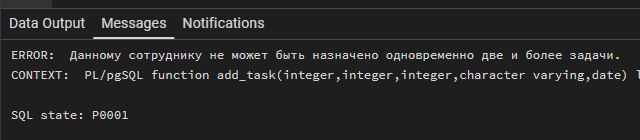 Data Output Messages Notifications
ERROR:  Данному сотруднику не может быть назначено одновременно две и более задачи.
CONTEXT:  PL/pgSQL function add_task(integer,integer,integer,character varying,date)
SQL state: P0001